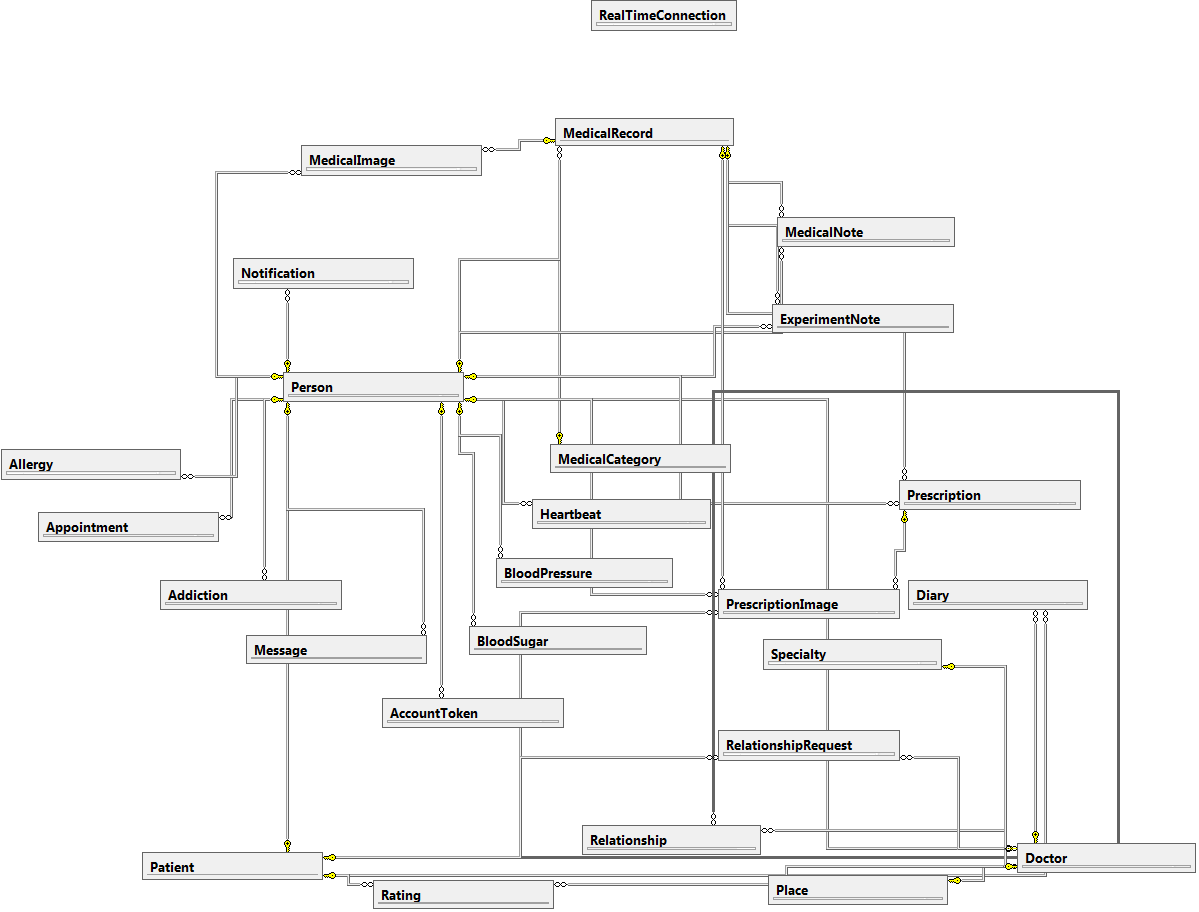 RealTimeConnection
MedicalRecord
MedicalImage
MedicalNote
Notification
ExperimentNote
Person
MedicalCategory
Allergy
Prescription
Heartbeat
Appointment
BloodPressure
Addiction
Diary
PrescriptionImage
BloodSugar
Message
Specialty
AccountToken
RelationshipRequest
Relationship
Doctor
Patient
Place
Rating